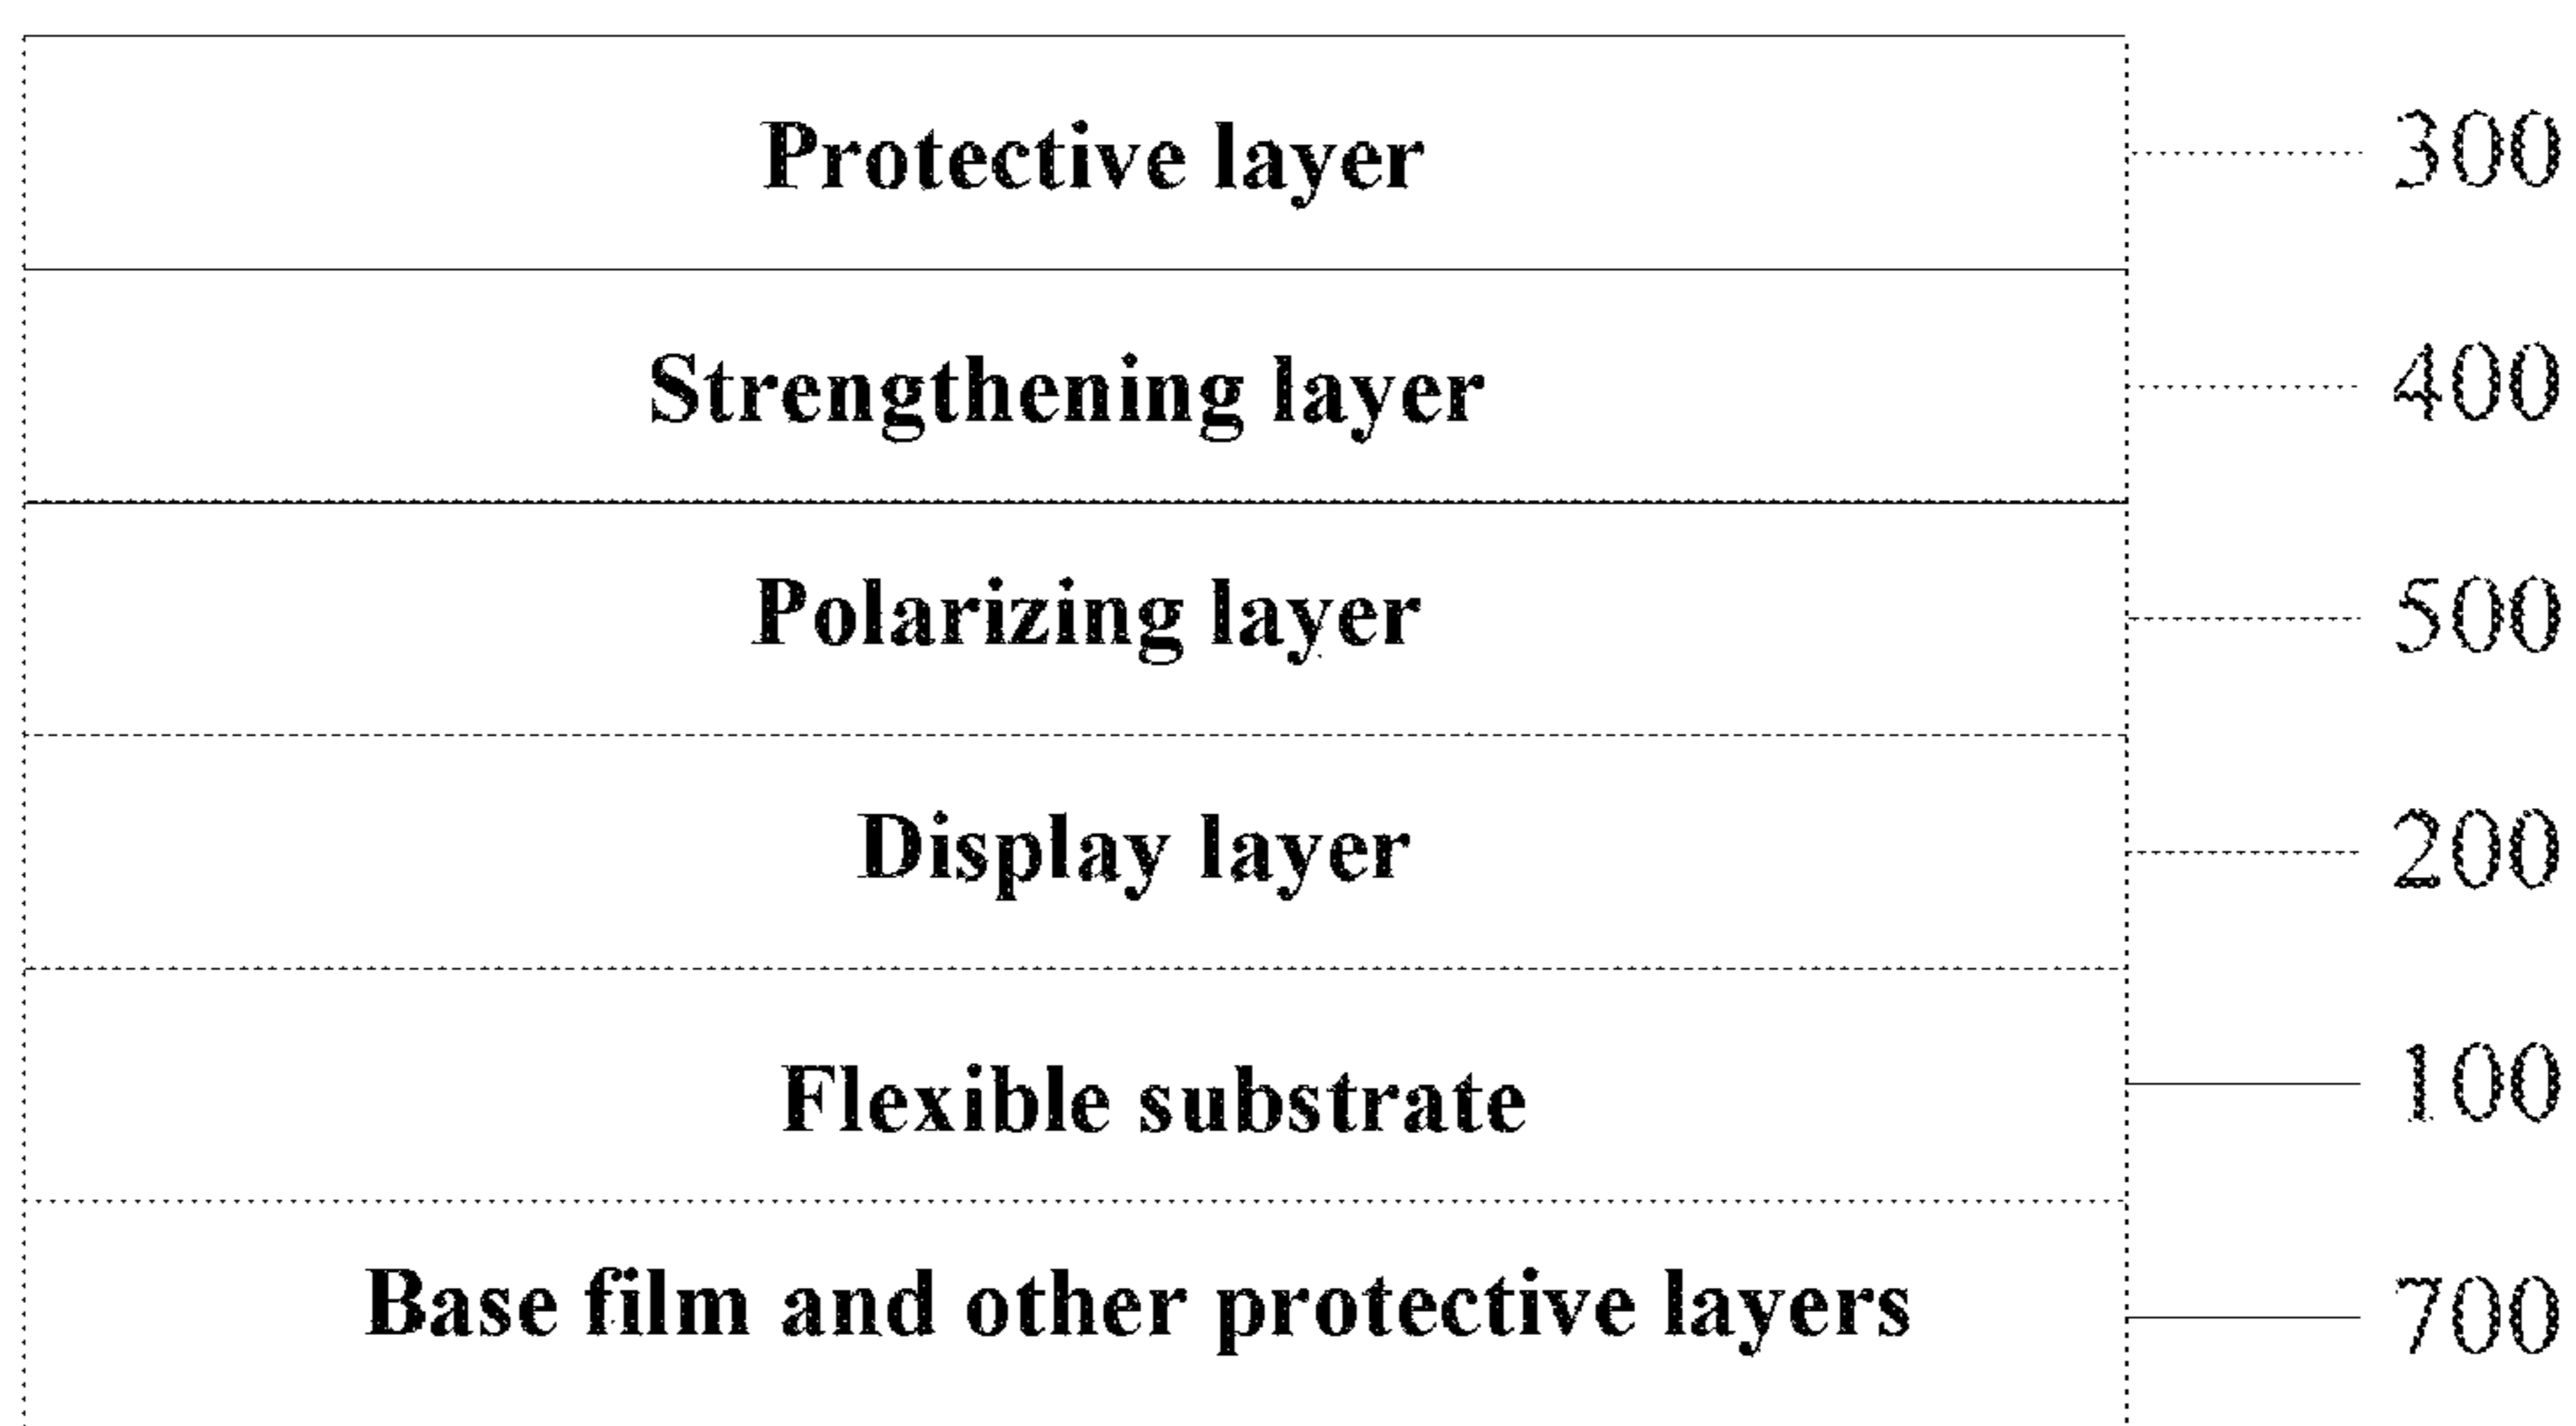 Protective layer 300
Strengthening layer 400
Polarizing layer 500
Display layer 200
Flexible substrate 100
Base film and other protective layers 700